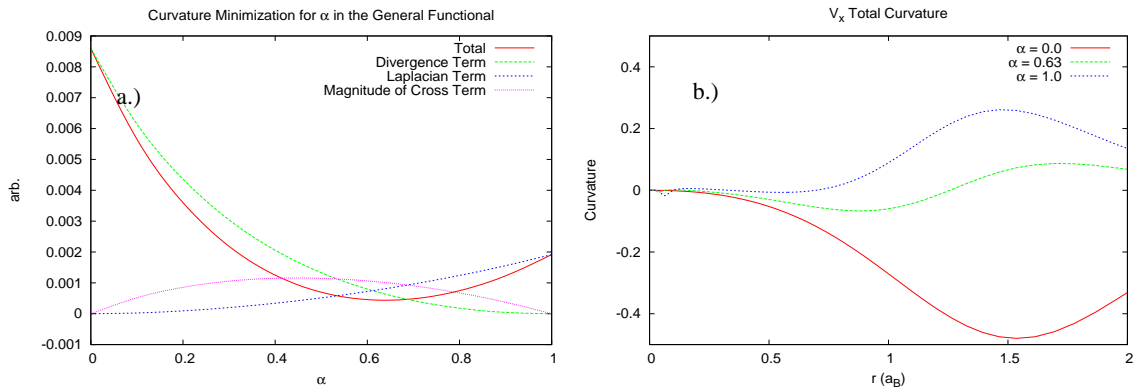 Curvature Minimization for α in the General Functional
0.009
0.008
0.007
0.006
0.005
0.004
0.003
0.002
0.001
0
-0.001
arb.
a.)
Total
Divergence Term
Laplacian Term
Magnitude of Cross Term
0
0.2
0.4
0.6
0.8
1
α
Vx Total Curvature
0.4
0.2
0
-0.2
-0.4
Curvature
b.)
α = 0.0
α = 0.63
α = 1.0
0
0.5
1
1.5
2
r (aB)